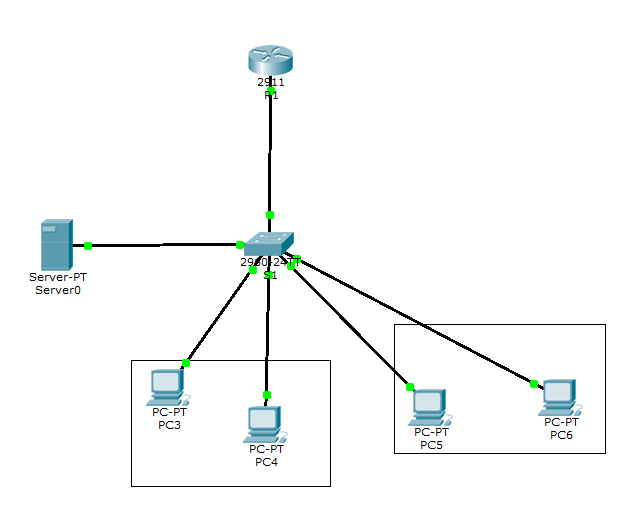 2911
R1
2960-24TT
S1
Server-PT
Server0
PC-PT
PC3
PC-PT
PC4
PC-PT
PC5
PC-PT
PC6